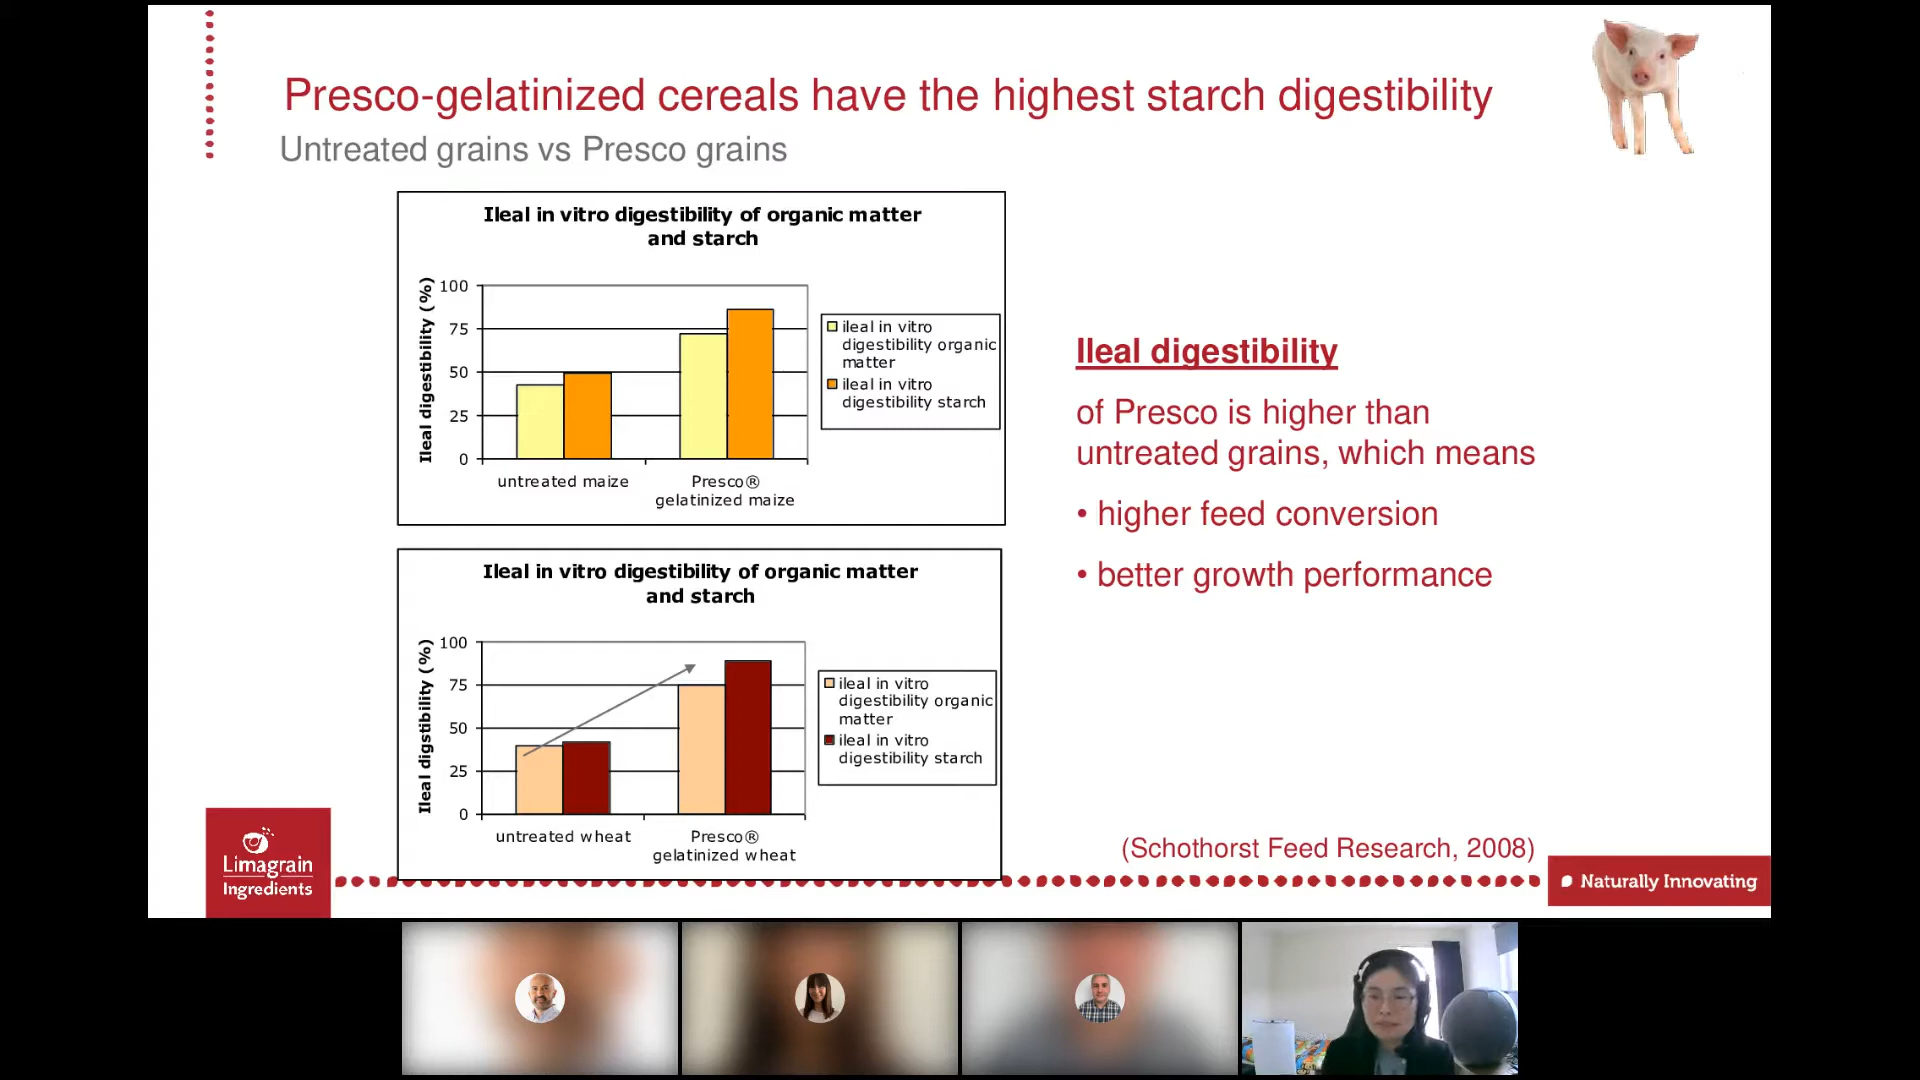 Presco-gelatinized cereals have the highest starch digestibility
Untreated grains vs Presco grains
Ileal in vitro digestibility of organic matter
and starch
Ileal digestibility (%)
100
75
50
25
0
untreated maize
Presco®
gelatinized maize
ileal in vitro
digestibility organic
matter
ileal in vitro
digestibility starch
Ileal in vitro digestibility of organic matter
and starch
Ileal digstibility (%)
100
75
50
25
0
untreated wheat
Presco®
gelatinized wheat
ileal in vitro
digestibility organic
matter
ileal in vitro
digestibility starch
Ileal digestibility
of Presco is higher than
untreated grains, which means
• higher feed conversion
• better growth performance
(Schothorst Feed Research, 2008)
Limagrain
Ingredients
Naturally Innovating